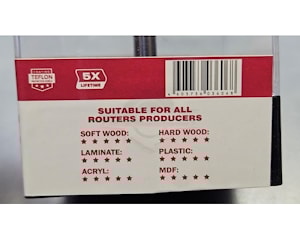 TEFLON
5X
LIFETIME
SUITABLE FOR ALL
ROUTERS PRODUCERS
SOFT WOOD: HARD WOOD:
★ ★ ★ ★ ★ ★ ★ ★ ★ ★
LAMINATE: PLASTIC:
★ ★ ★ ★ ★ ★ ★ ★ ★ ★
ACRYL: MDF:
★ ★ ★ ★ ★ ★ ★ ★ ★ ★